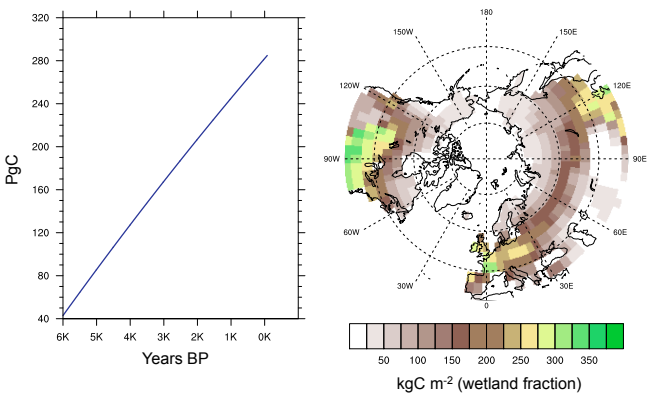 320
280
240
200
160
120
80
40
PgC
6K 5K 4K 3K 2K 1K 0K
Years BP
180
150W 150E
120W 120E
90W 90E
60W 60E
30W 30E
0
50 100 150 200 250 300 350
kgC m⁻² (wetland fraction)